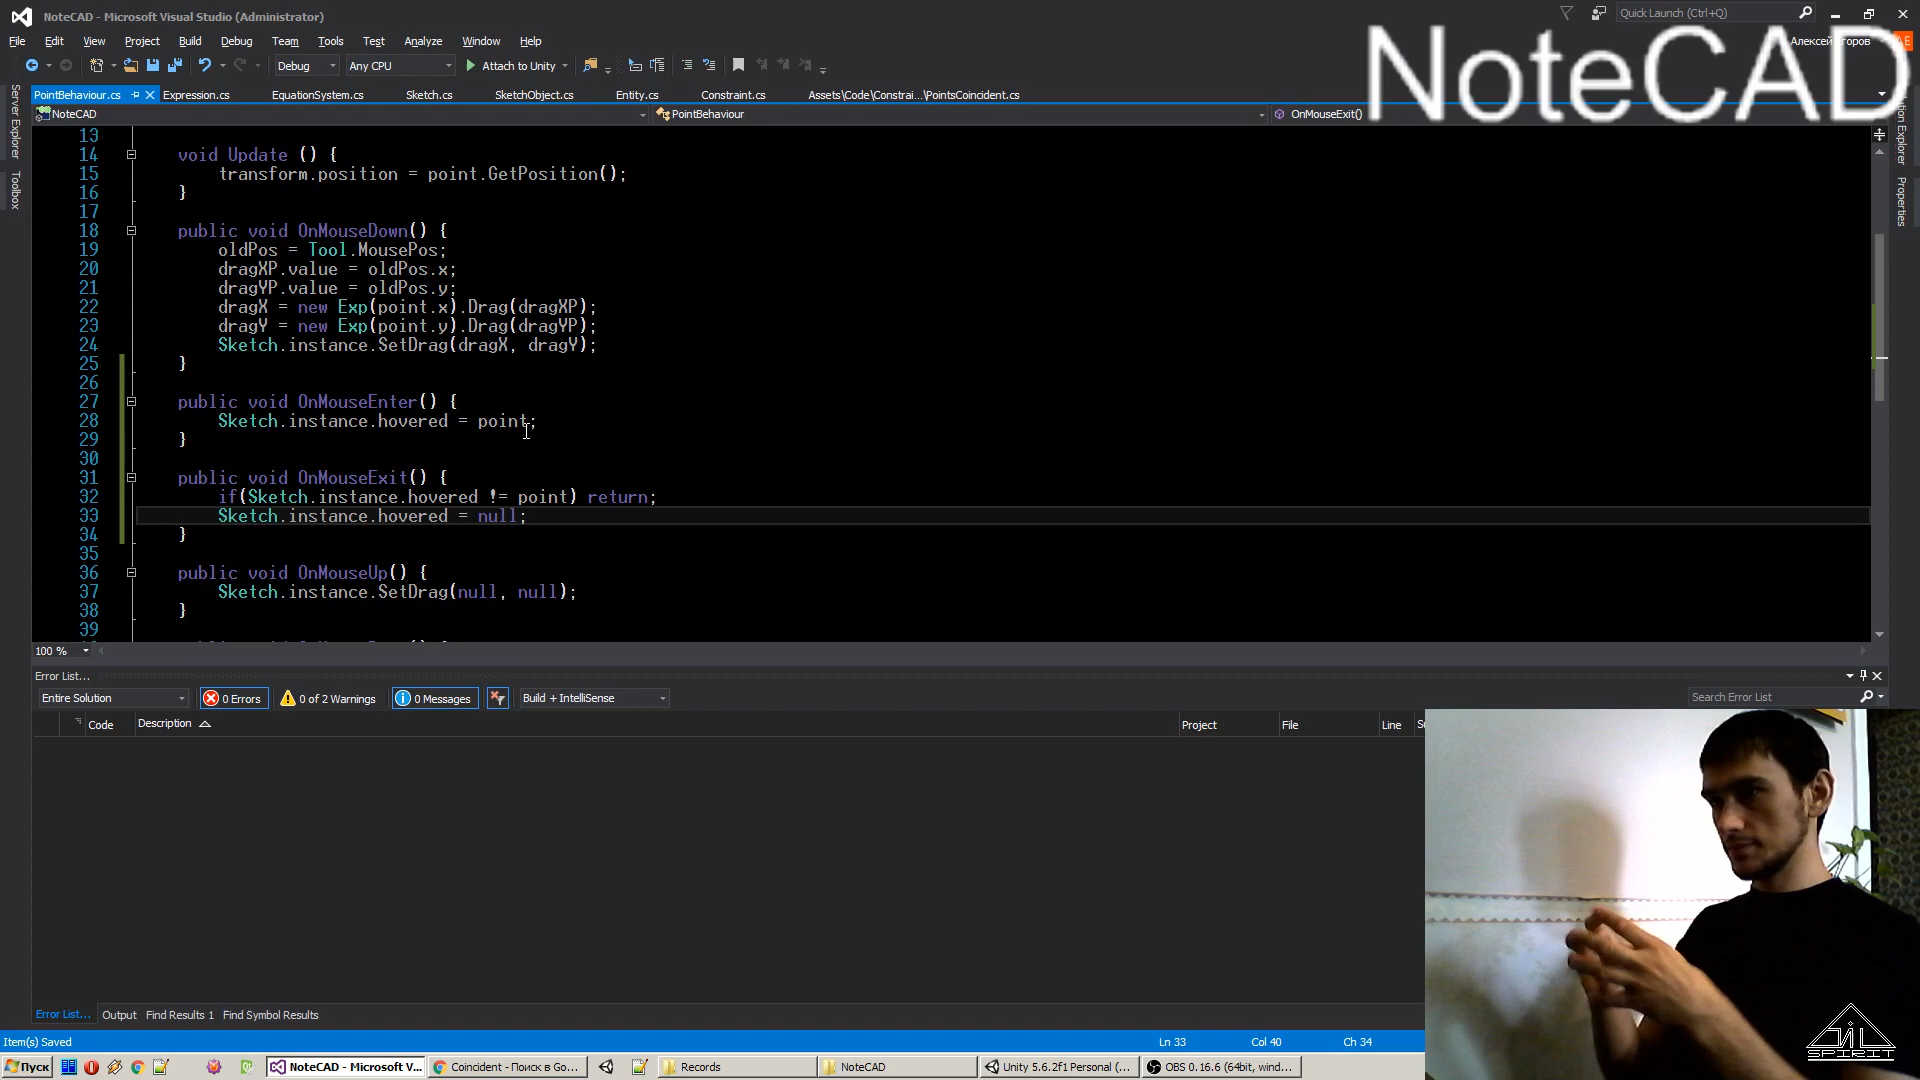 NoteCAD - Microsoft Visual Studio (Administrator)
Quick Launch (Ctrl+Q)
File Edit View Project Build Debug Team Tools Test Analyze Window Help
NoteCAD
Debug Any CPU Attach to Unity
PointBehaviour.cs Expression.cs EquationSystem.cs Sketch.cs SketchObject.cs Entity.cs Constraint.cs Assets\Code\Constrai...\PointsCoincident.cs
NoteCAD PointBehaviour OnMouseExit()
Server Explorer
Toolbox
Properties
13
14 void Update () {
15 transform.position = point.GetPosition();
16 }
17
18 public void OnMouseDown() {
19 oldPos = Tool.MousePos;
20 dragXP.value = oldPos.x;
21 dragYP.value = oldPos.y;
22 dragX = new Exp(point.x).Drag(dragXP);
23 dragY = new Exp(point.y).Drag(dragYP);
24 Sketch.instance.SetDrag(dragX, dragY);
25 }
26
27 public void OnMouseEnter() {
28 Sketch.instance.hovered = point;
29 }
30
31 public void OnMouseExit() {
32 if(Sketch.instance.hovered != point) return;
33 Sketch.instance.hovered = null;
34 }
35
36 public void OnMouseUp() {
37 Sketch.instance.SetDrag(null, null);
38 }
39
100 %
Error List...
Entire Solution 0 Errors 0 of 2 Warnings 0 Messages Build + IntelliSense Search Error List
Code Description Project File Line
Error List... Output Find Results 1 Find Symbol Results
Item(s) Saved Ln 33 Col 40 Ch 34
Пуск NoteCAD - Microsoft V... Coincident - Поиск в Go... Records NoteCAD Unity 5.6.2f1 Personal (... OBS 0.16.6 (64bit, wind...
SPIRIT